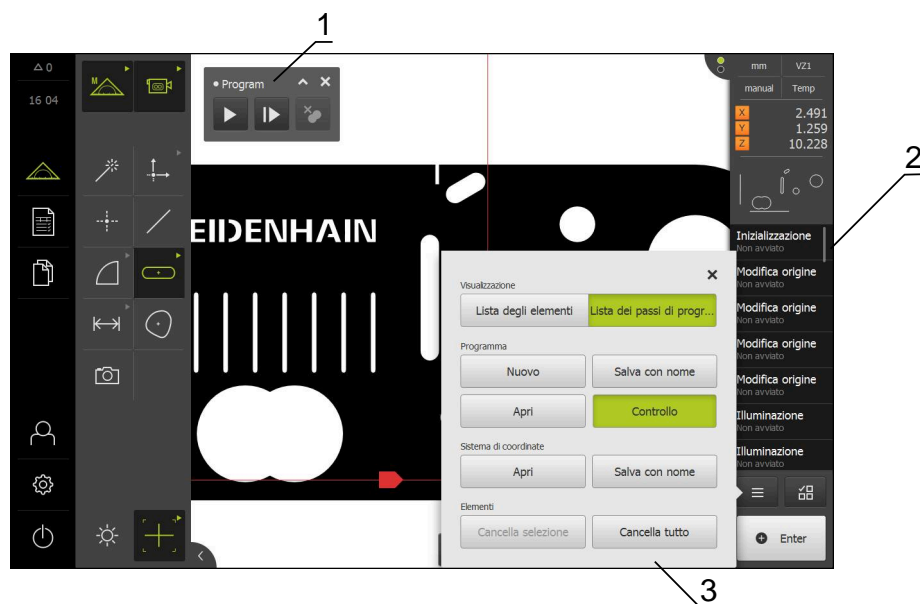 1
0
16 04
M
Program
mm
VZ1
manual
Temp
X 2.491
Y 1.259
Z 10.228
2
EIDENHAIN
Inizializzazione
Non avviato
Modifica origine
Non avviato
Modifica origine
Non avviato
Modifica origine
Non avviato
Modifica origine
Non avviato
Illuminazione
Non avviato
Illuminazione
Non avviato
Visualizzazione
Lista degli elementi
Lista dei passi di progr...
Programma
Nuovo
Salva con nome
Apri
Controllo
Sistema di coordinate
Apri
Salva con nome
Elementi
Cancella selezione
Cancella tutto
Enter
3